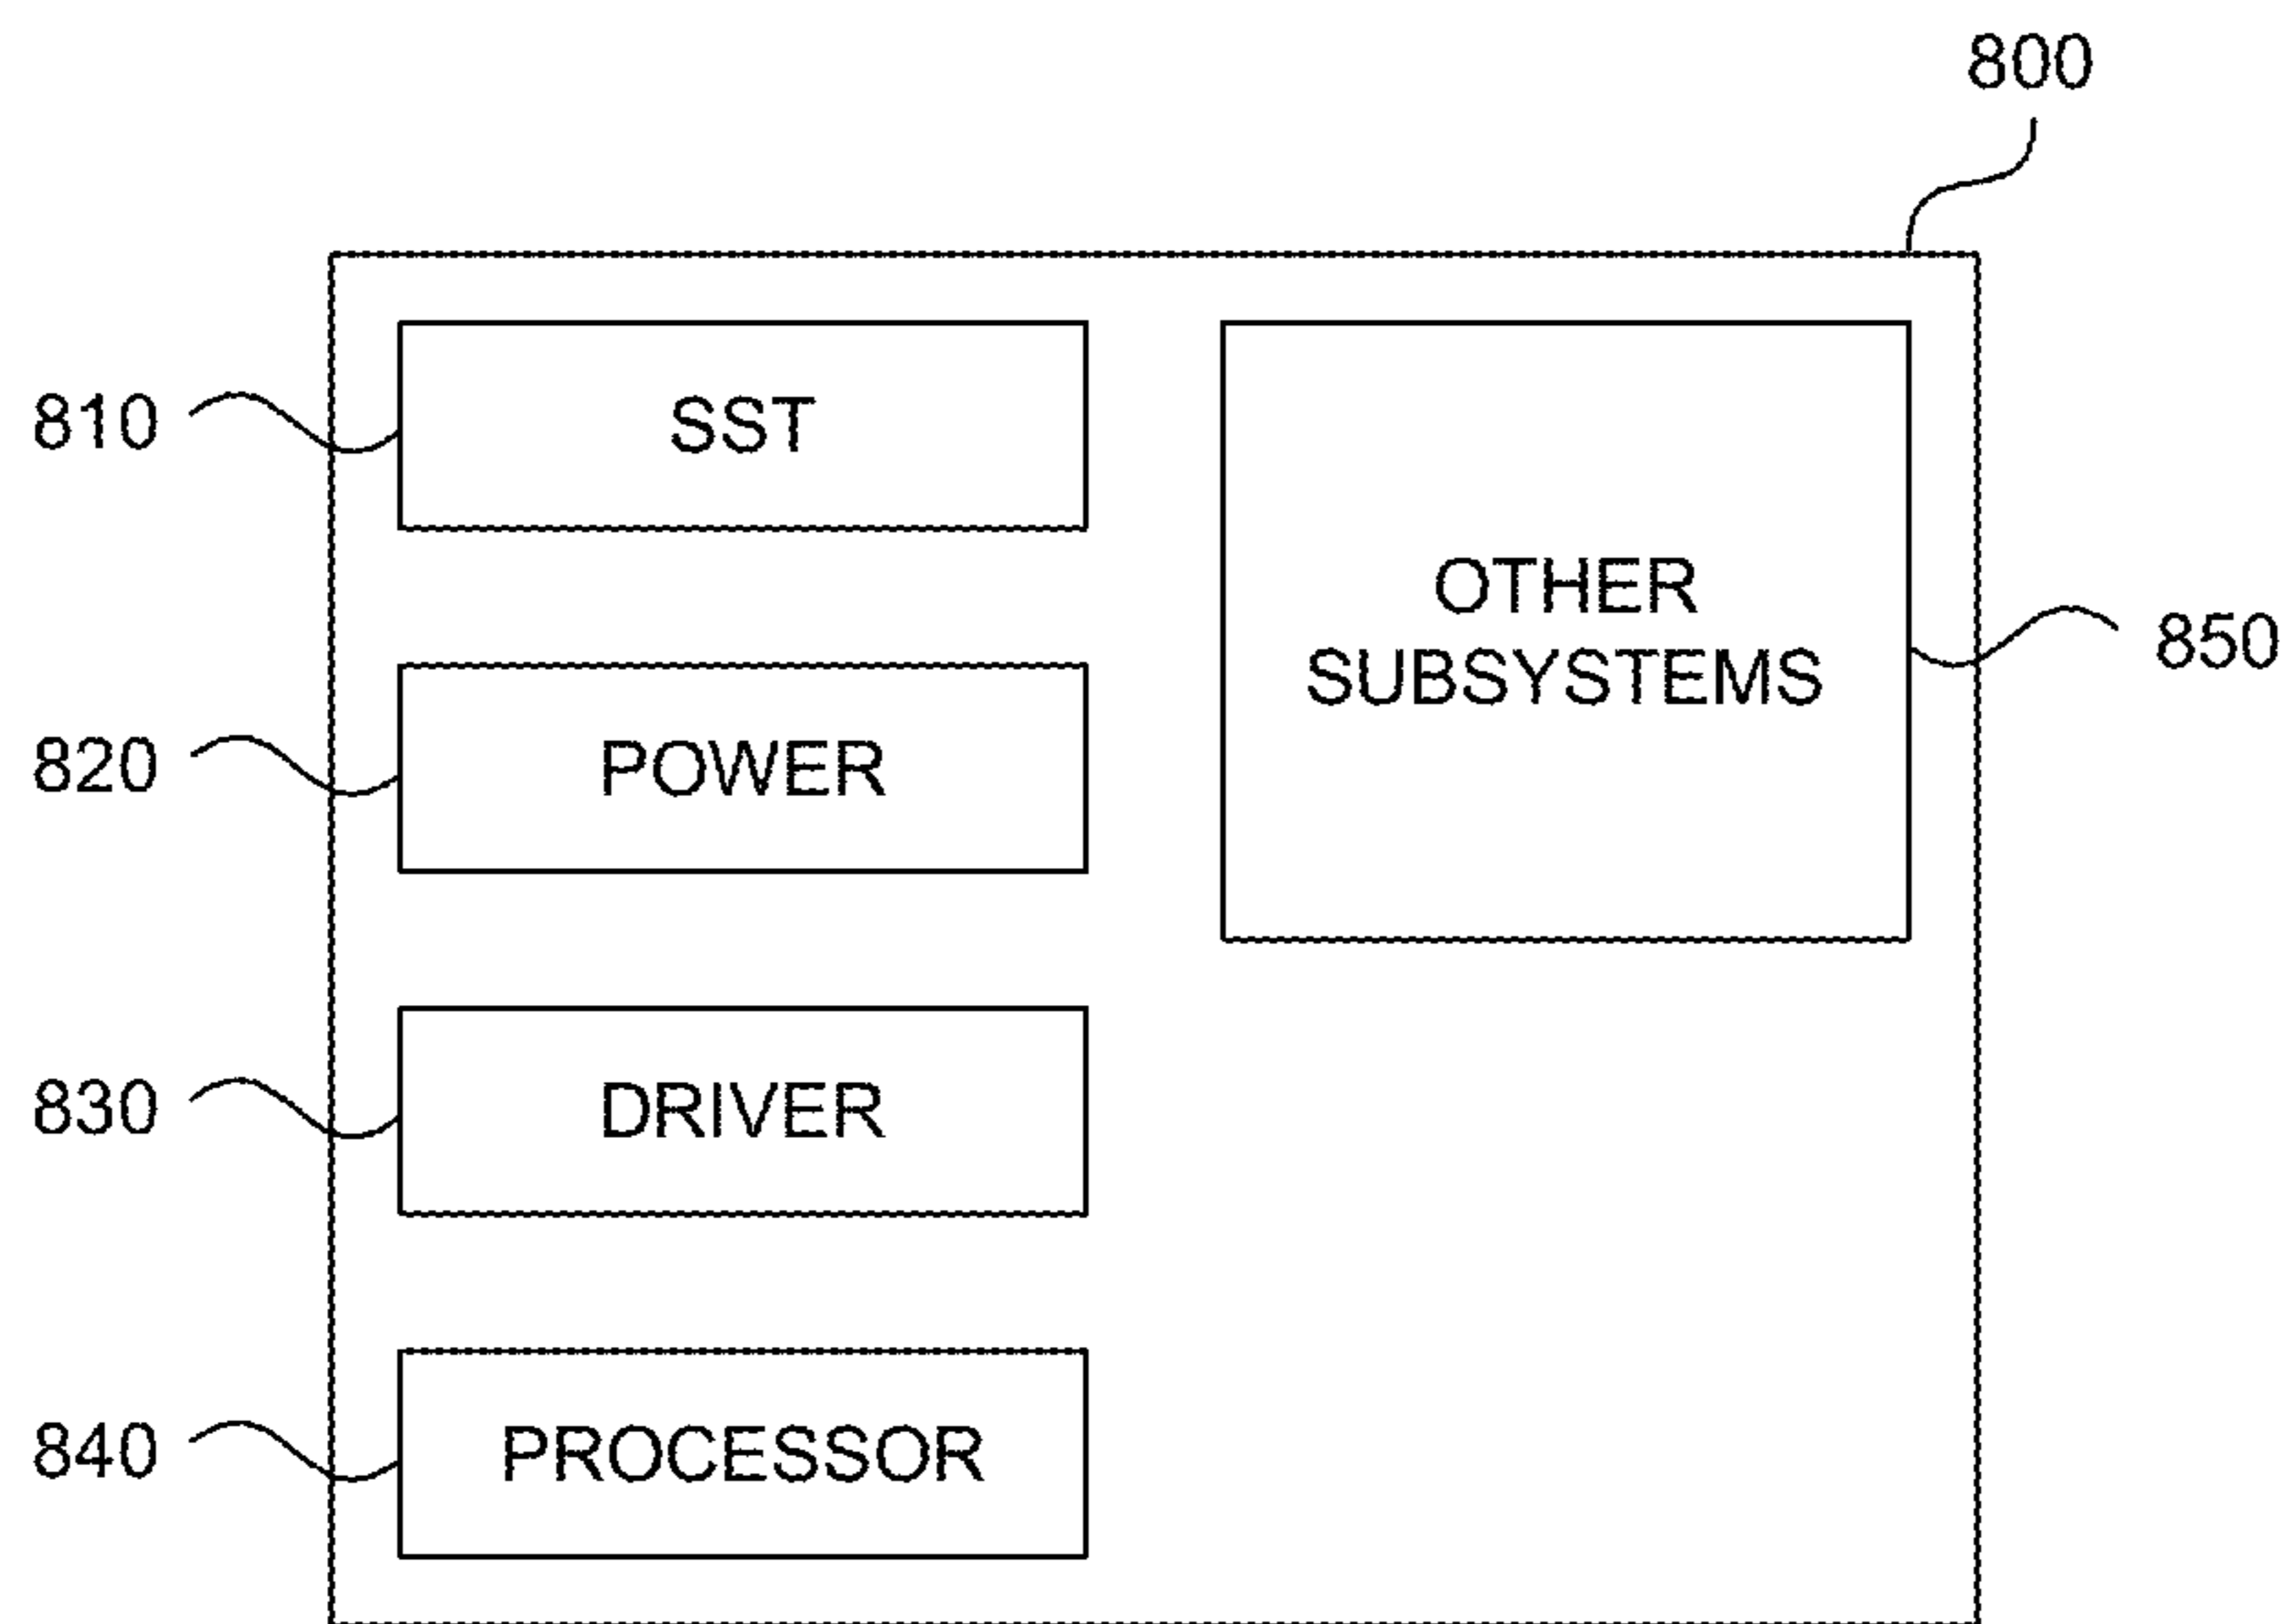 800
810
SST
OTHER
SUBSYSTEMS
850
820
POWER
830
DRIVER
840
PROCESSOR